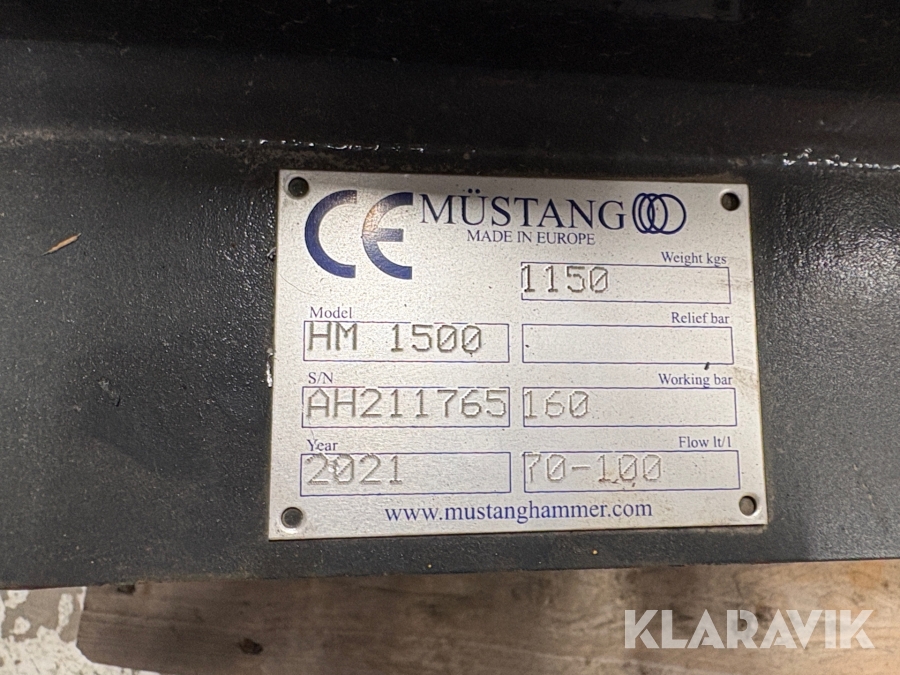 CE MÜSTANG
MADE IN EUROPE
Weight kgs
1150
Model
HM 1500
Relief bar
S/N
AH211765
Working bar
160
Year
2021
Flow lt/l
70-100
www.mustanghammer.com
KLARAVIK